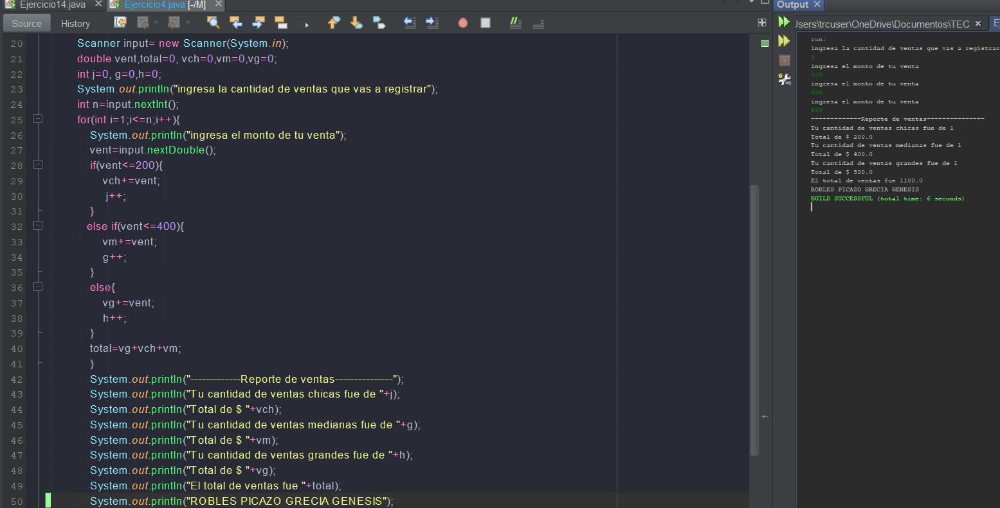 Ejercicio14.java
Ejercicio4.java [-/M]
Source
History
20 Scanner input= new Scanner(System.in);
21 double vent,total=0, vch=0,vm=0,vg=0;
22 int j=0, g=0,h=0;
23 System.out.println("ingresa la cantidad de ventas que vas a registrar");
24 int n=input.nextInt();
25 for(int i=1;i<=n;i++){
26 System.out.println("ingresa el monto de tu venta");
27 vent=input.nextDouble();
28 if(vent<=200){
29 vch+=vent;
30 j++;
31 }
32 else if(vent<=400){
33 vm+=vent;
34 g++;
35 }
36 else{
37 vg+=vent;
38 h++;
39 }
40 total=vg+vch+vm;
41 }
42 System.out.println("-------------Reporte de ventas---------------");
43 System.out.println("Tu cantidad de ventas chicas fue de "+j);
44 System.out.println("Total de $ "+vch);
45 System.out.println("Tu cantidad de ventas medianas fue de "+g);
46 System.out.println("Total de $ "+vm);
47 System.out.println("Tu cantidad de ventas grandes fue de "+h);
48 System.out.println("Total de $ "+vg);
49 System.out.println("El total de ventas fue "+total);
50 System.out.println("ROBLES PICAZO GRECIA GENESIS");
Output
Jsers\trcuser\OneDrive\Documentos\TEC
run:
ingresa la cantidad de ventas que vas a registrar
3
ingresa el monto de tu venta
200
ingresa el monto de tu venta
400
ingresa el monto de tu venta
500
-------------Reporte de ventas---------------
Tu cantidad de ventas chicas fue de 1
Total de $ 200.0
Tu cantidad de ventas medianas fue de 1
Total de $ 400.0
Tu cantidad de ventas grandes fue de 1
Total de $ 500.0
El total de ventas fue 1100.0
ROBLES PICAZO GRECIA GENESIS
BUILD SUCCESSFUL (total time: 6 seconds)